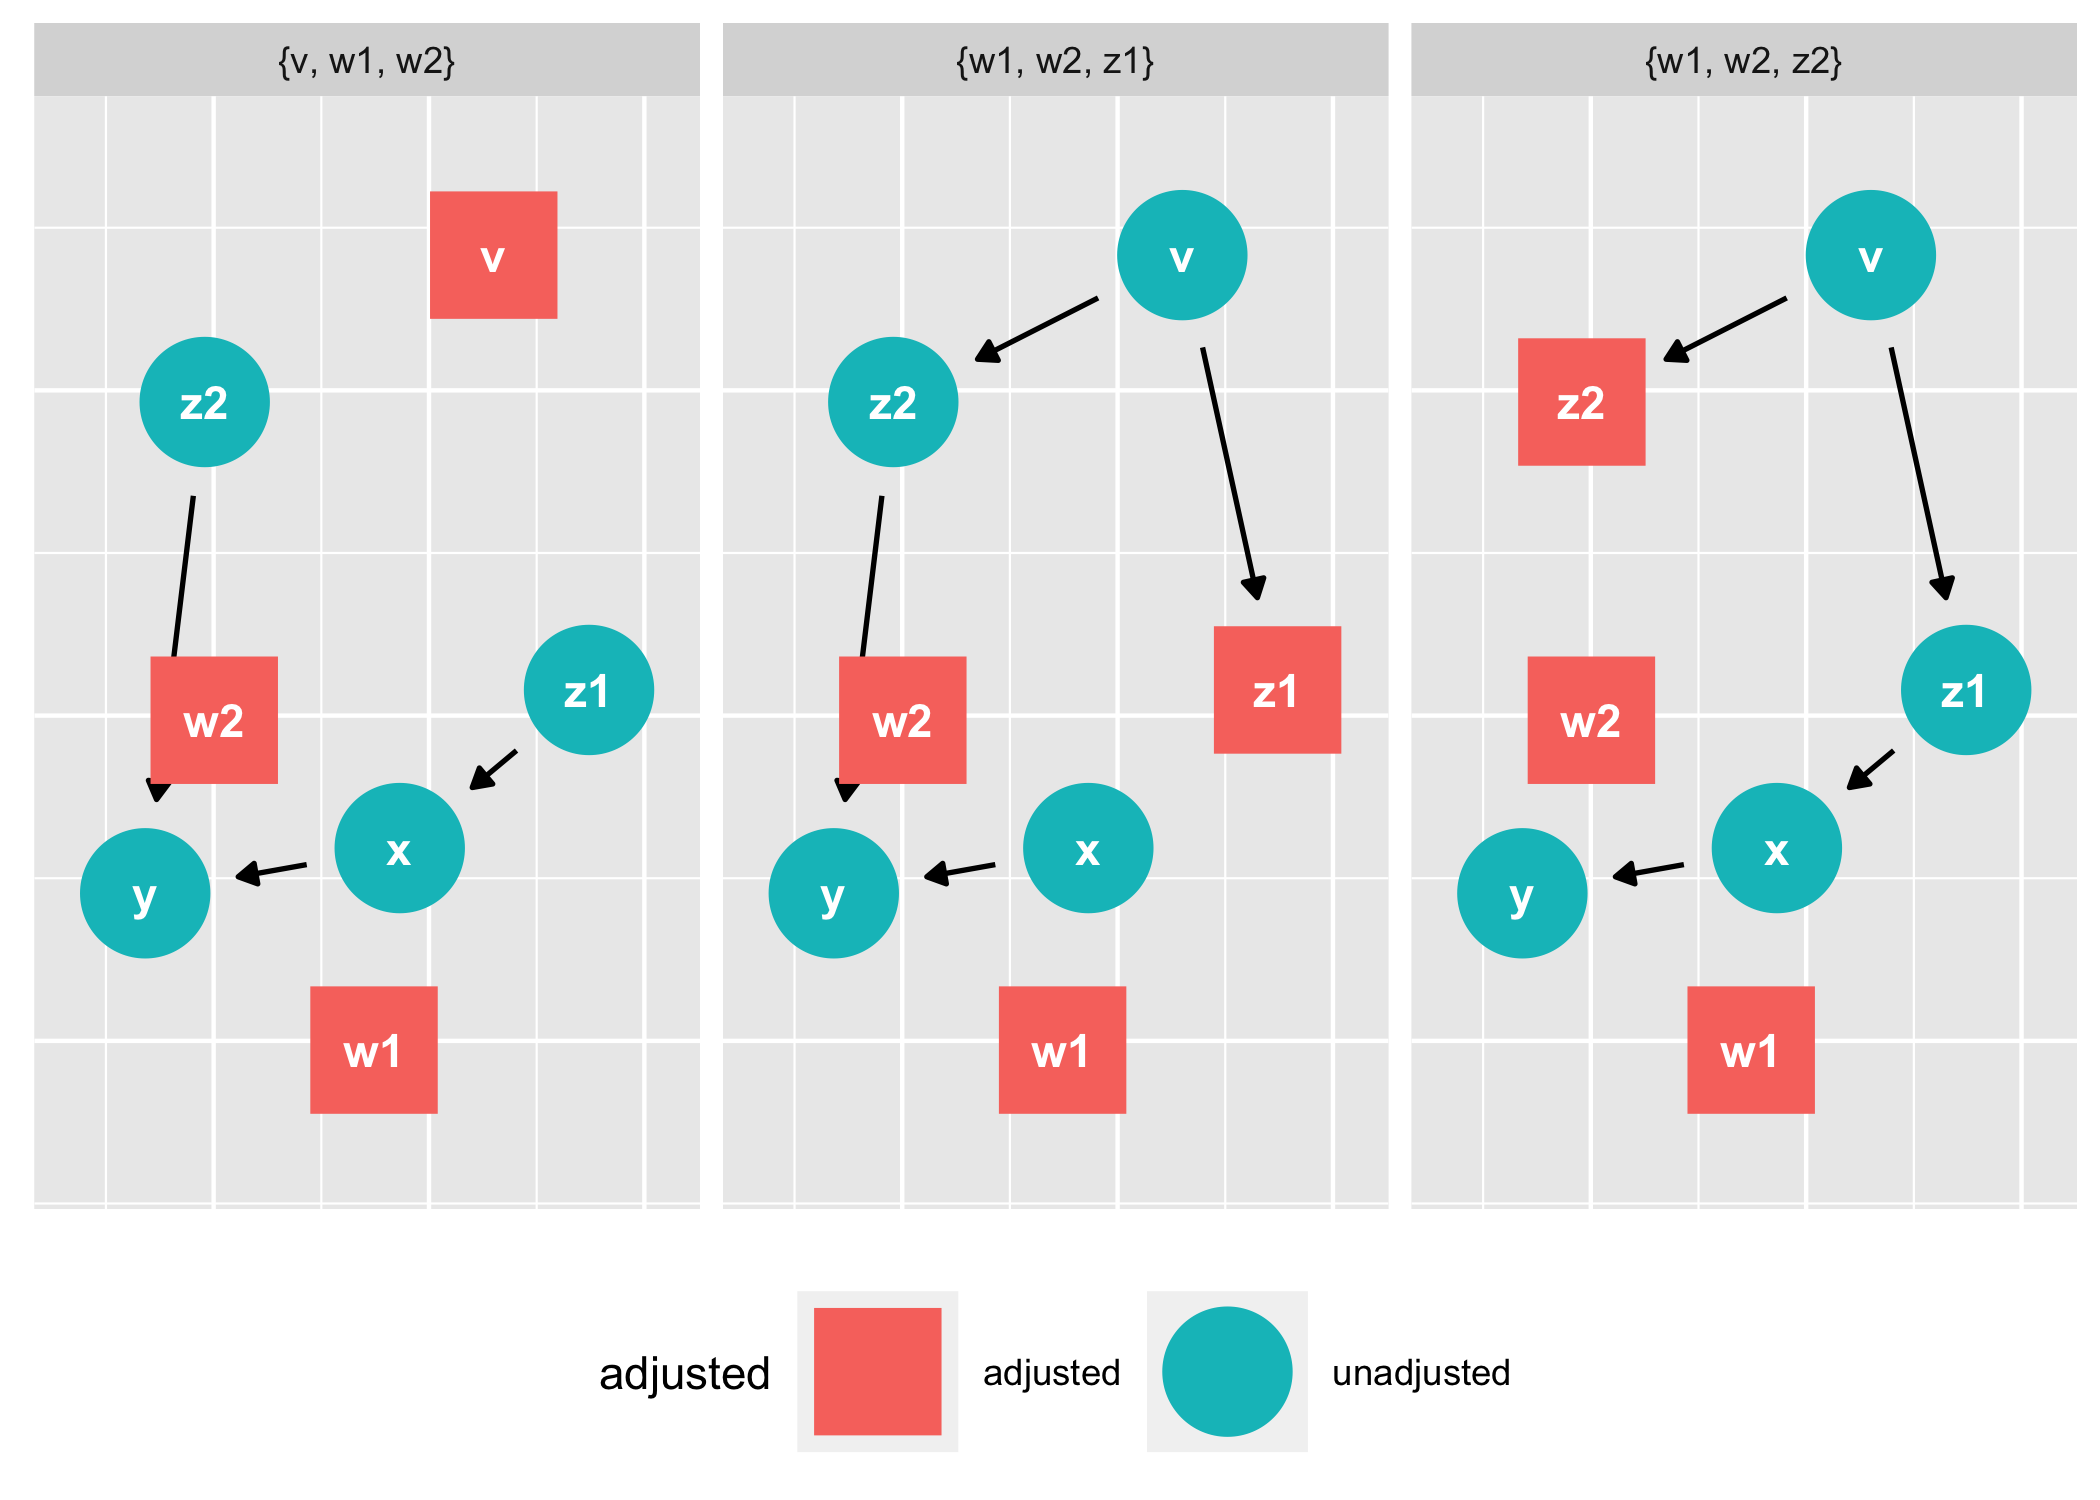 {v, w1, w2}
v
z2
w2
z1
x
y
w1
{w1, w2, z1}
v
z2
w2
z1
x
y
w1
{w1, w2, z2}
v
z2
w2
z1
x
y
w1
adjusted adjusted unadjusted